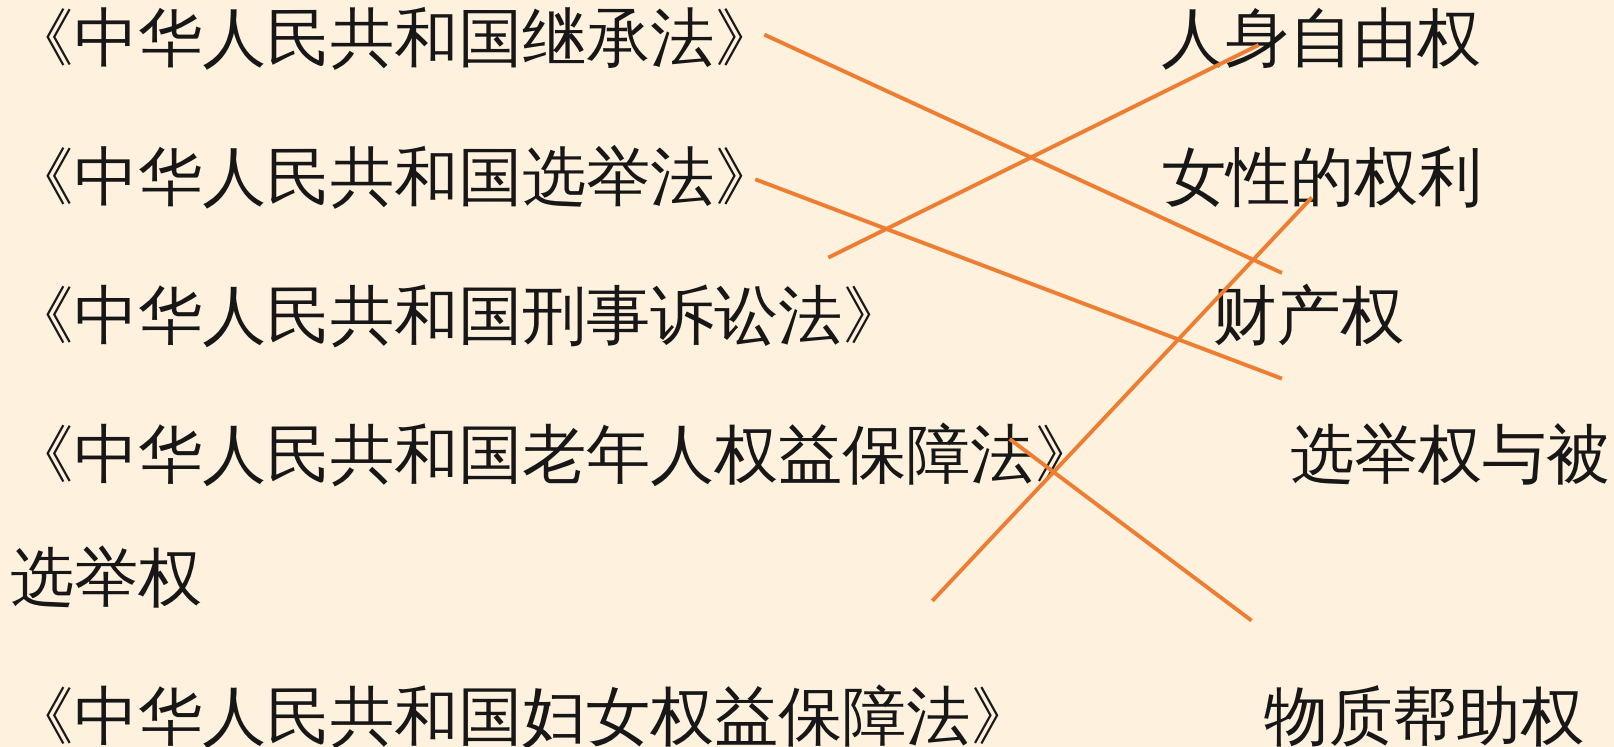 《中华人民共和国继承法》 人身自由权
《中华人民共和国选举法》 女性的权利
《中华人民共和国刑事诉讼法》 财产权
《中华人民共和国老年人权益保障法》 选举权与被
选举权
《中华人民共和国妇女权益保障法》 物质帮助权